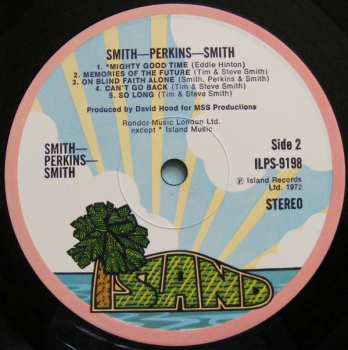 SMITH—PERKINS—SMITH
1. *MIGHTY GOOD TIME (Eddie Hinton)
2. MEMORIES OF THE FUTURE (Tim & Steve Smith)
3. ON BLIND FAITH ALONE (Smith, Perkins & Smith)
4. CAN'T GO BACK (Tim & Steve Smith)
5. SO LONG (Tim & Steve Smith)
Produced by David Hood for MSS Productions
Rondor Music London Ltd.
except * Island Music
Side 2
ILPS-9198
SMITH—
PERKINS—
SMITH
Ⓟ Island Records
Ltd. 1972
STEREO
ISLAND